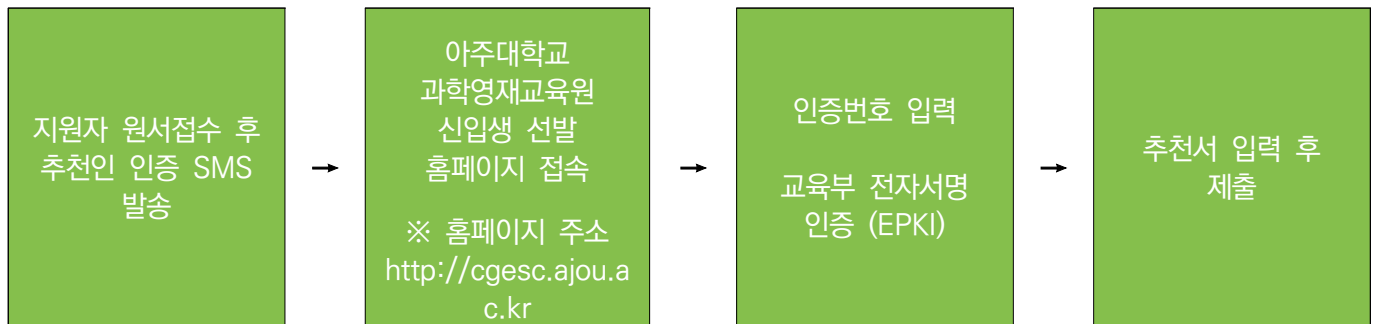 지원자 원서접수 후
추천인 인증 SMS
발송
→
아주대학교
과학영재교육원
신입생 선발
홈페이지 접속
※ 홈페이지 주소
http://cgesc.ajou.a
c.kr
→
인증번호 입력
교육부 전자서명
인증 (EPKI)
→
추천서 입력 후
제출